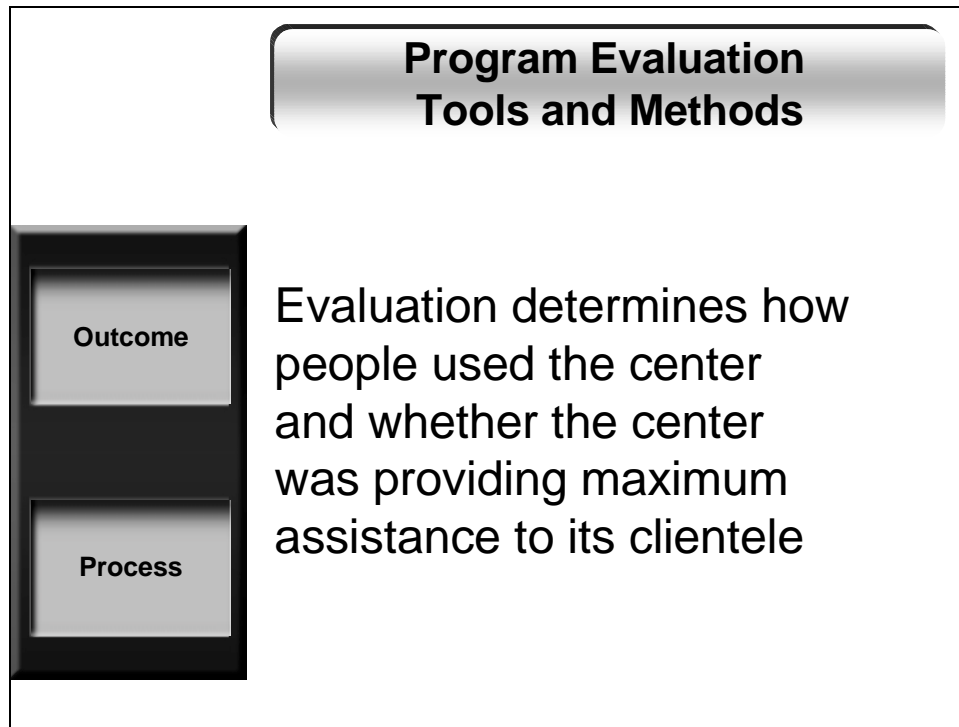 Program Evaluation
Tools and Methods
Outcome
Process
Evaluation determines how
people used the center
and whether the center
was providing maximum
assistance to its clientele